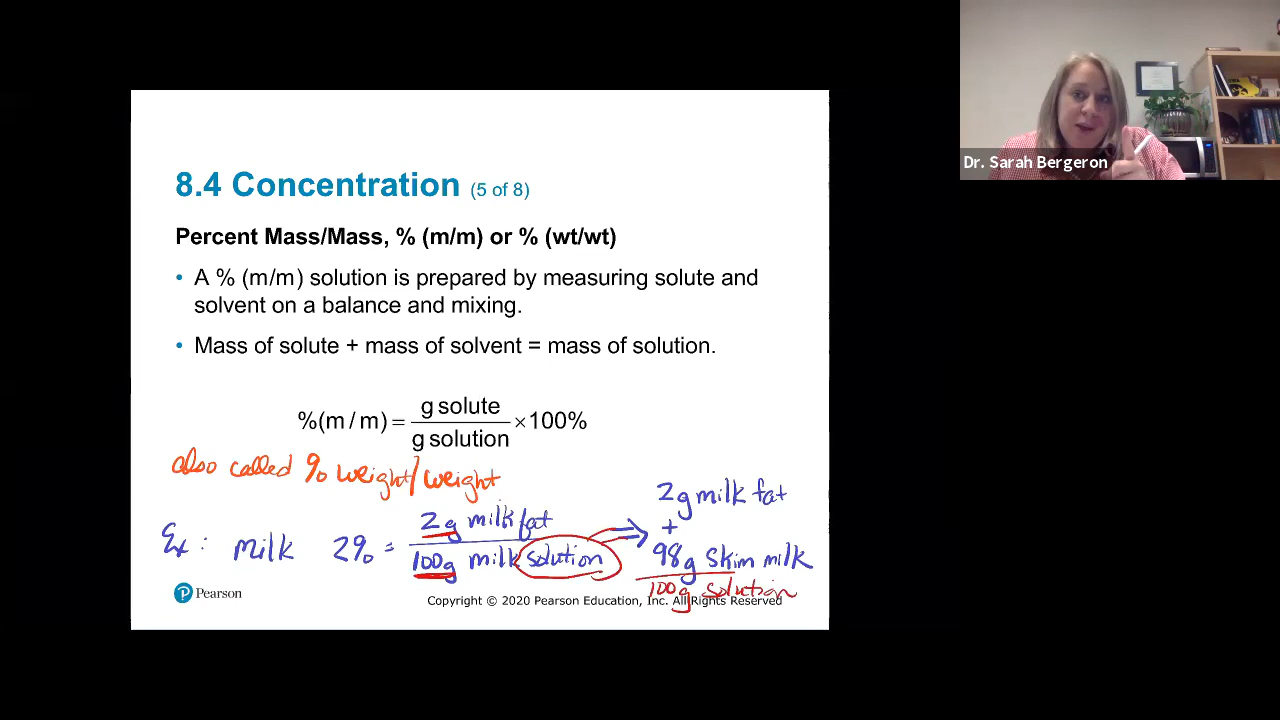 Dr. Sarah Bergeron
8.4 Concentration (5 of 8)
Percent Mass/Mass, % (m/m) or % (wt/wt)
• A % (m/m) solution is prepared by measuring solute and
solvent on a balance and mixing.
• Mass of solute + mass of solvent = mass of solution.
%(m/m) = g solute / g solution × 100%
also called % weight/weight
Ex: milk 2% = 2g milk fat / 100g milk solution
2g milk fat
+
98g skim milk
100g solution
Pearson
Copyright © 2020 Pearson Education, Inc. All Rights Reserved